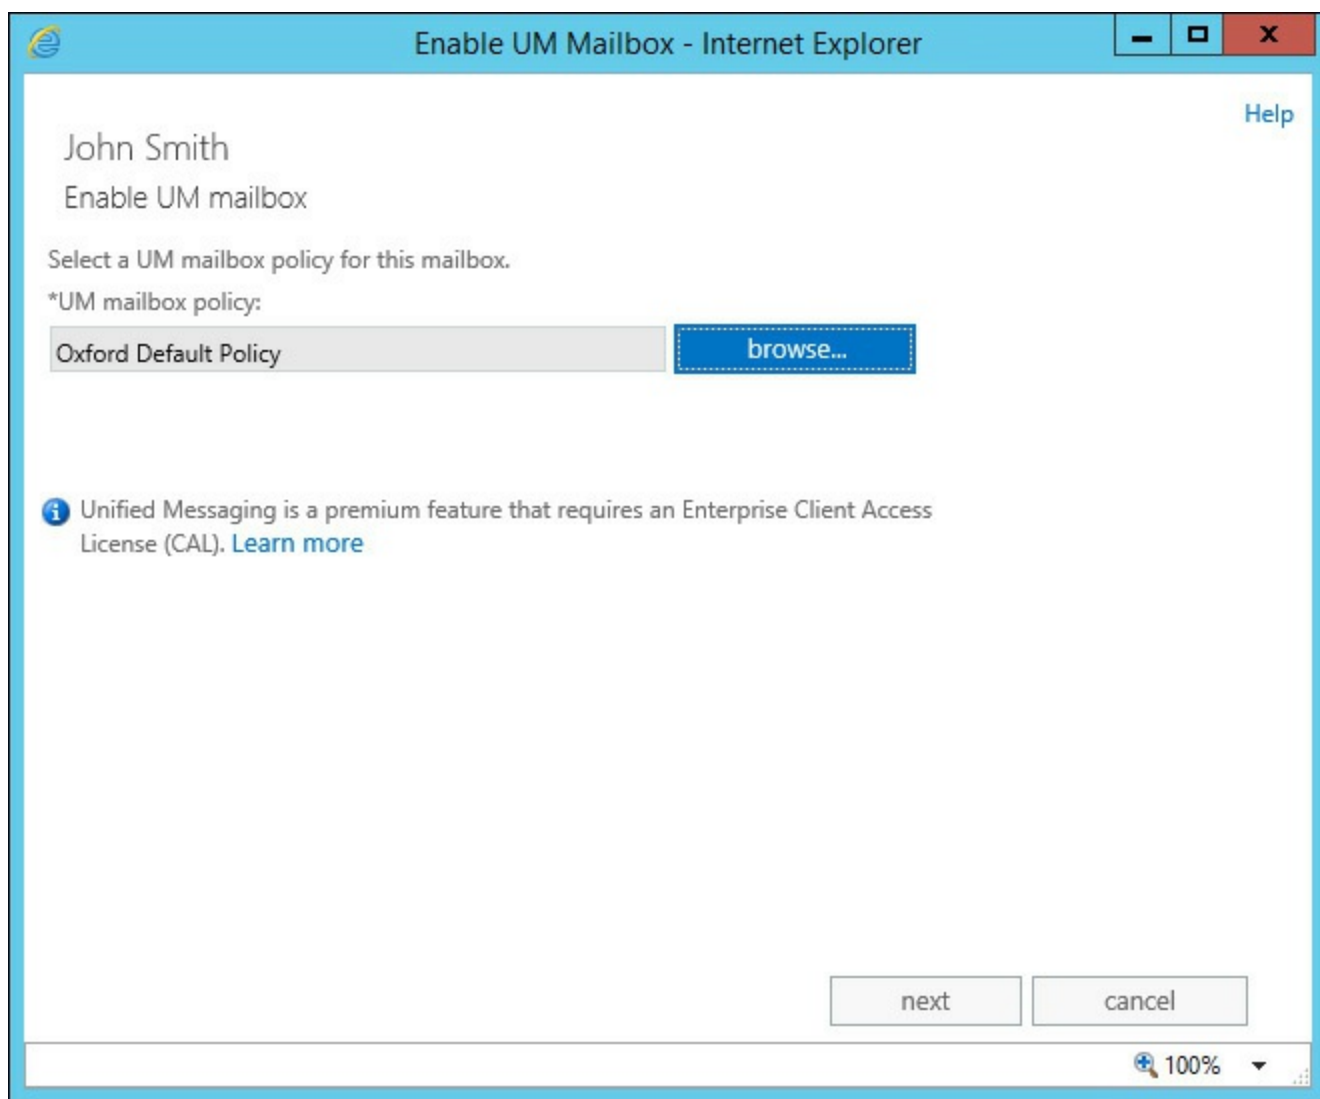 Enable UM Mailbox - Internet Explorer
Help
John Smith
Enable UM mailbox
Select a UM mailbox policy for this mailbox.
*UM mailbox policy:
Oxford Default Policy
browse...
Unified Messaging is a premium feature that requires an Enterprise Client Access
License (CAL). Learn more
next
cancel
100%